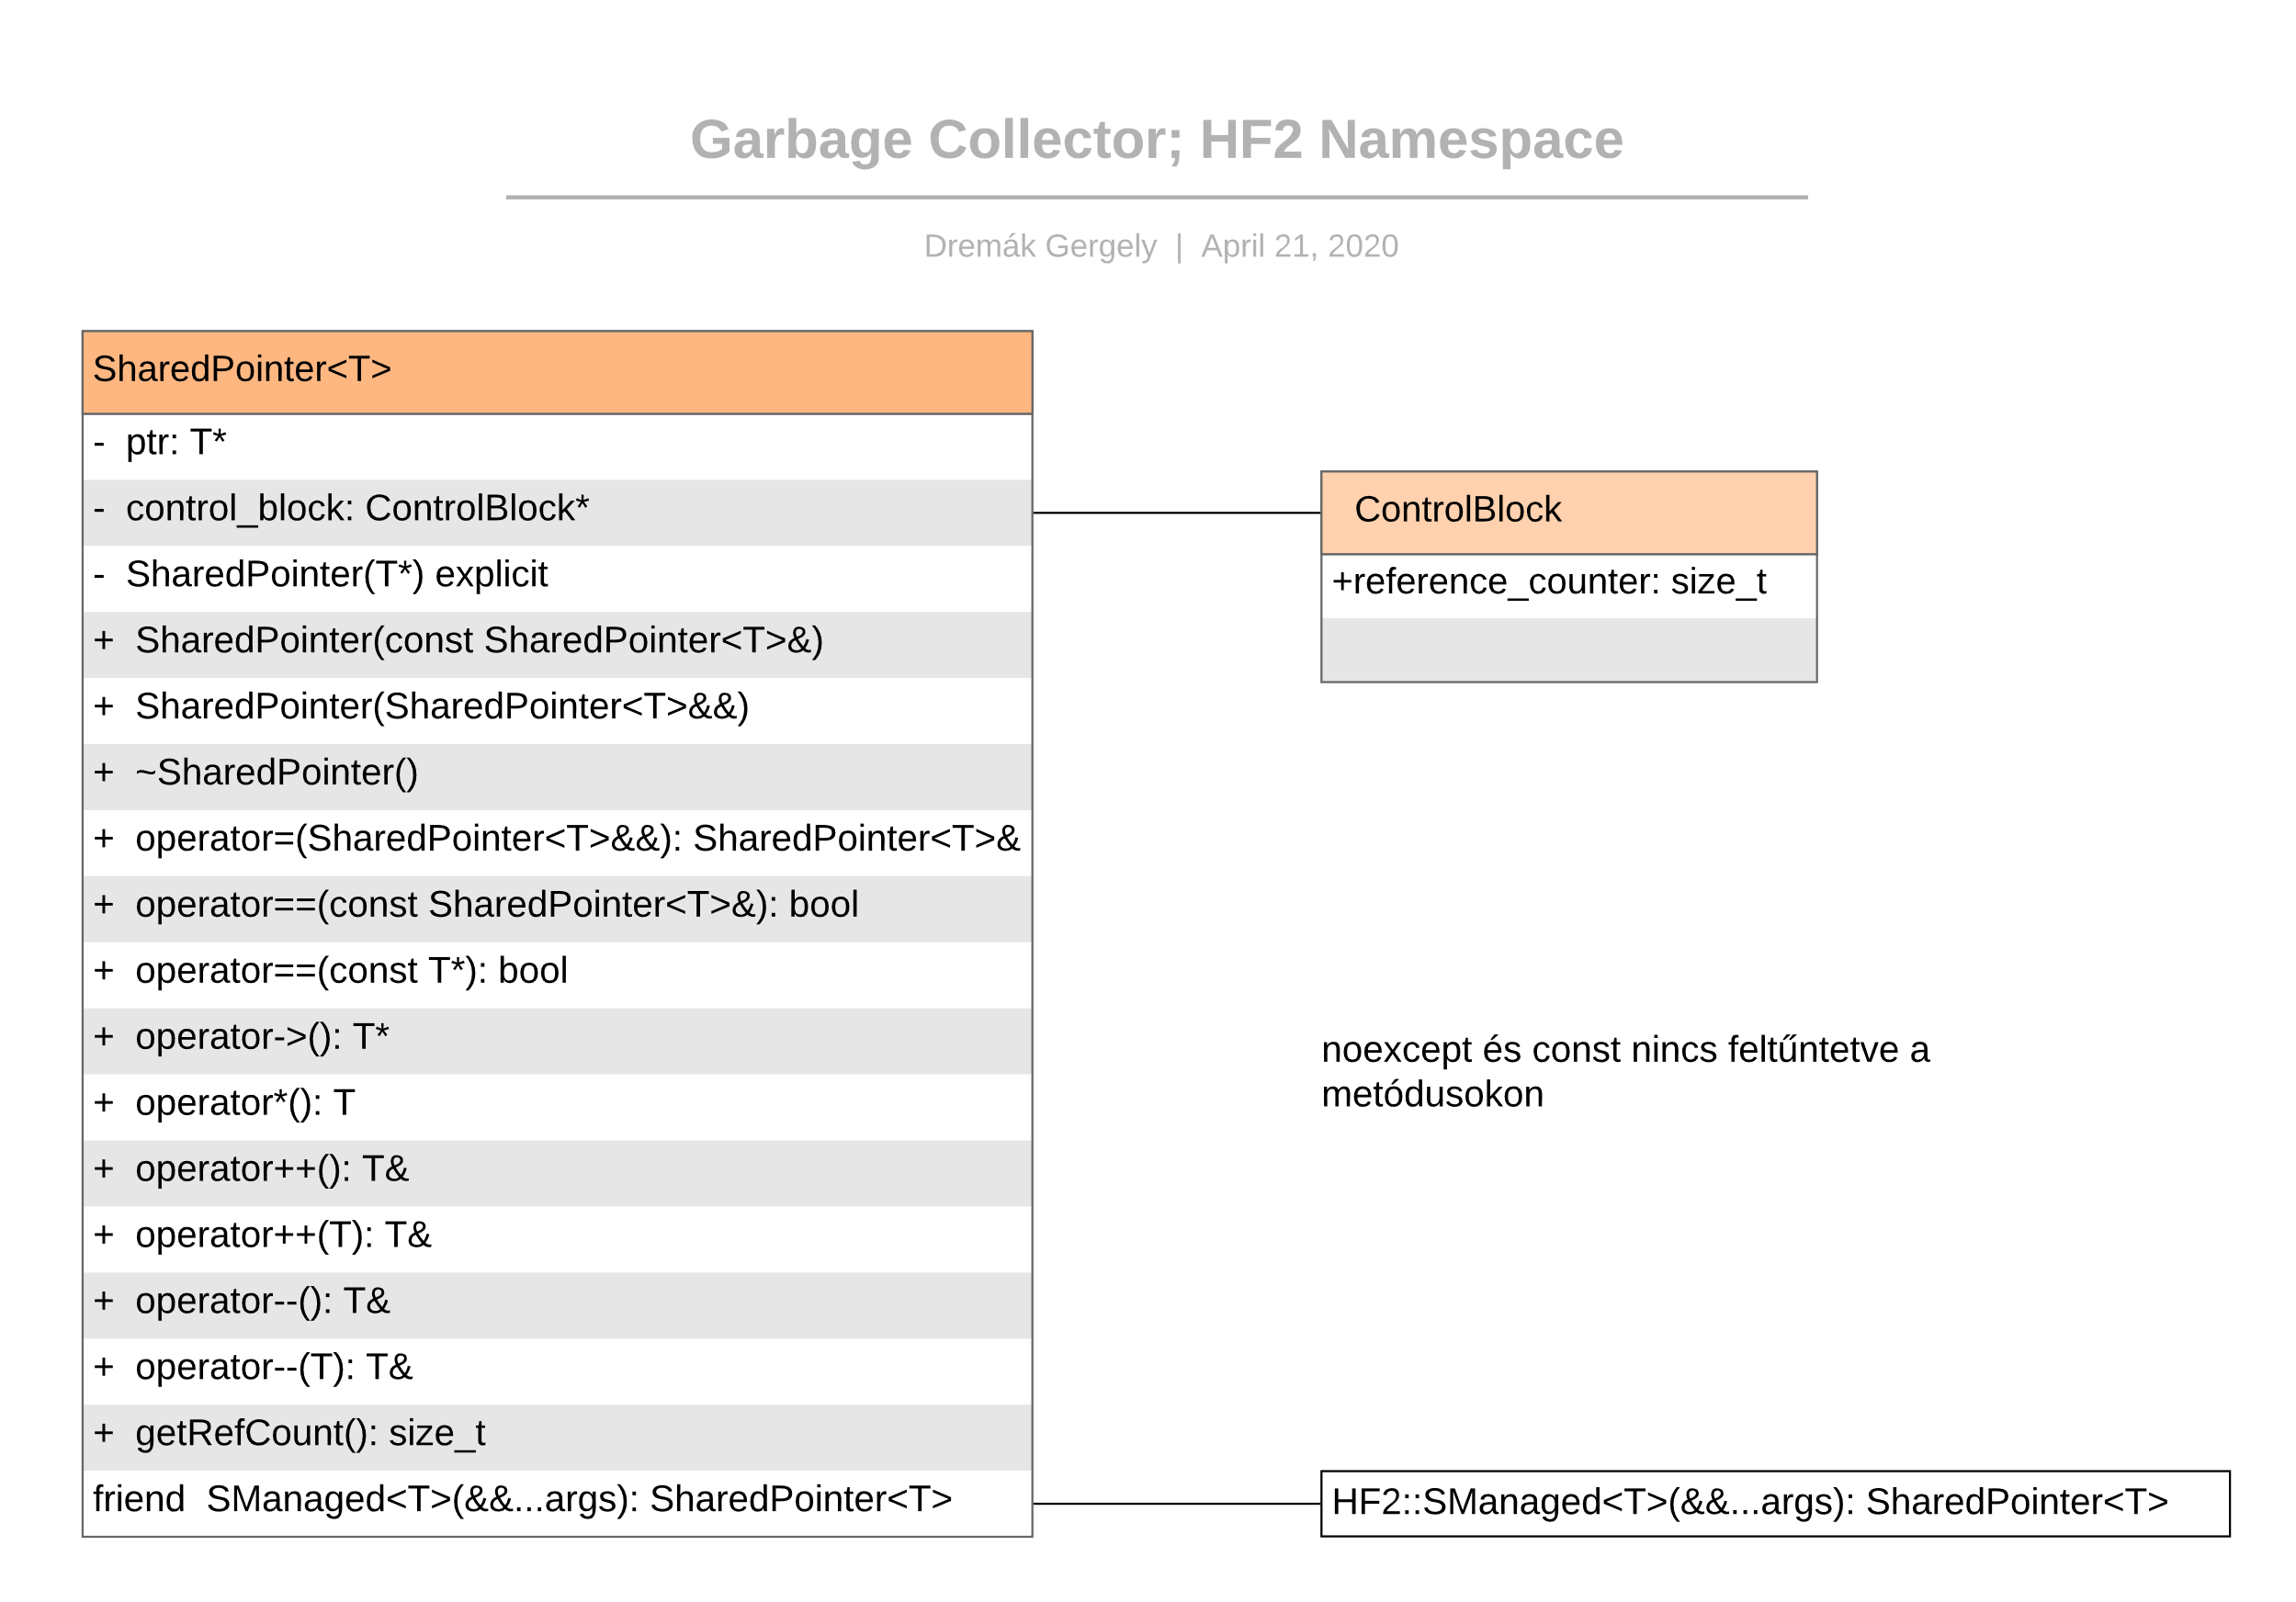 Garbage Collector; HF2 Namespace
Dremák Gergely | April 21, 2020
SharedPointer<T>
- ptr: T*
- control_block: ControlBlock*
- SharedPointer(T*) explicit
+ SharedPointer(const SharedPointer<T>&)
+ SharedPointer(SharedPointer<T>&&)
+ ~SharedPointer()
+ operator=(SharedPointer<T>&&): SharedPointer<T>&
+ operator==(const SharedPointer<T>&): bool
+ operator==(const T*): bool
+ operator->(): T*
+ operator*(): T
+ operator++(): T&
+ operator++(T): T&
+ operator--(): T&
+ operator--(T): T&
+ getRefCount(): size_t
friend SManaged<T>(&&...args): SharedPointer<T>
ControlBlock
+reference_counter: size_t
noexcept és const nincs feltűntetve a
metódusokon
HF2::SManaged<T>(&&...args): SharedPointer<T>